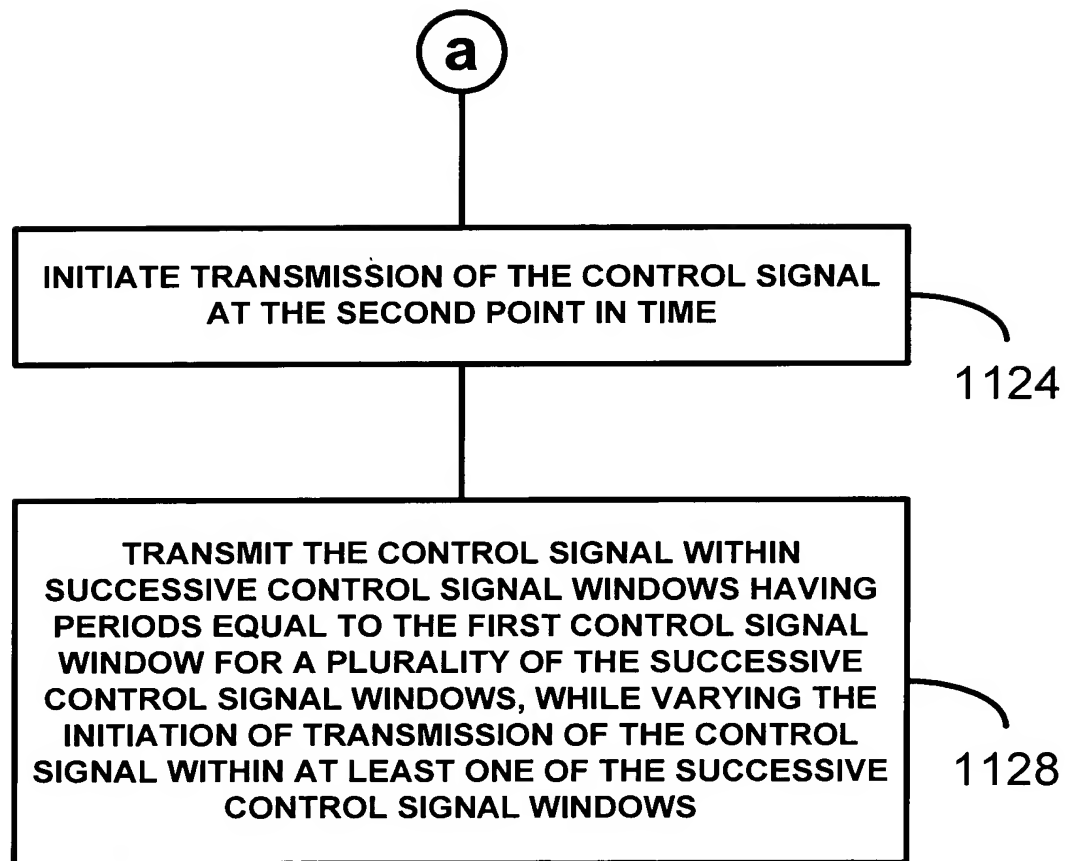 a
INITIATE TRANSMISSION OF THE CONTROL SIGNAL
AT THE SECOND POINT IN TIME
1124
TRANSMIT THE CONTROL SIGNAL WITHIN
SUCCESSIVE CONTROL SIGNAL WINDOWS HAVING
PERIODS EQUAL TO THE FIRST CONTROL SIGNAL
WINDOW FOR A PLURALITY OF THE SUCCESSIVE
CONTROL SIGNAL WINDOWS, WHILE VARYING THE
INITIATION OF TRANSMISSION OF THE CONTROL
SIGNAL WITHIN AT LEAST ONE OF THE SUCCESSIVE
CONTROL SIGNAL WINDOWS
1128